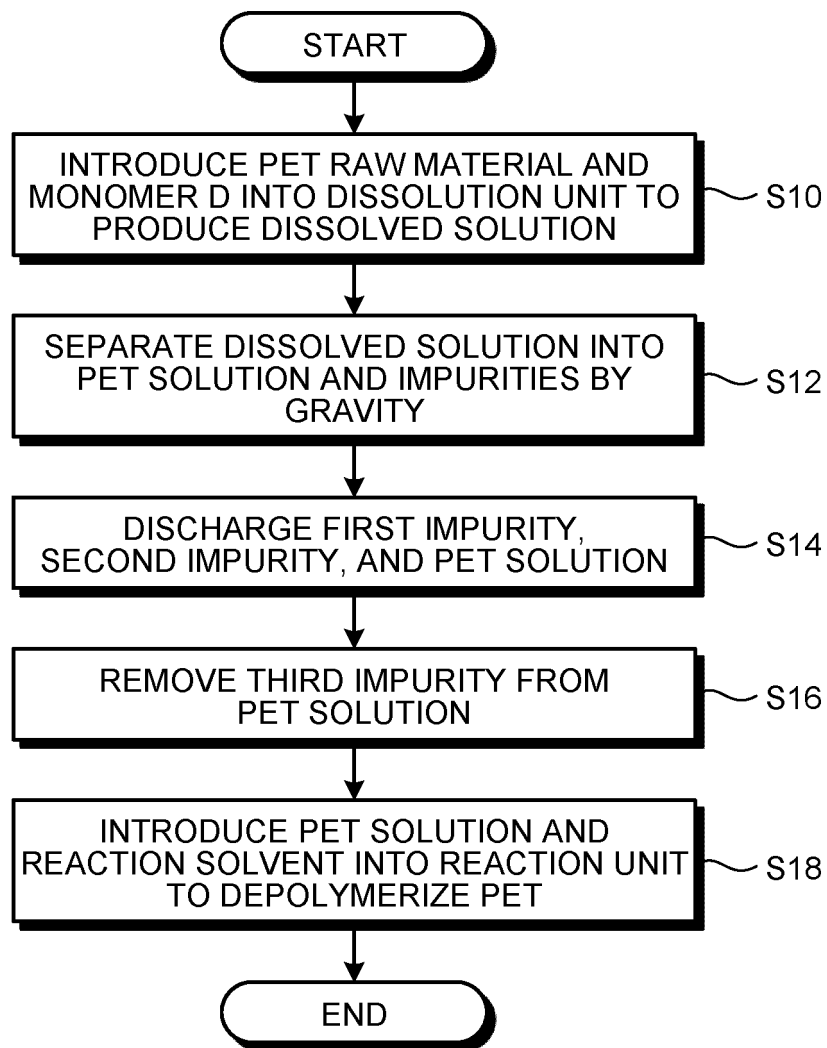 START
INTRODUCE PET RAW MATERIAL AND
MONOMER D INTO DISSOLUTION UNIT TO
PRODUCE DISSOLVED SOLUTION
S10
SEPARATE DISSOLVED SOLUTION INTO
PET SOLUTION AND IMPURITIES BY
GRAVITY
S12
DISCHARGE FIRST IMPURITY,
SECOND IMPURITY, AND PET SOLUTION
S14
REMOVE THIRD IMPURITY FROM
PET SOLUTION
S16
INTRODUCE PET SOLUTION AND
REACTION SOLVENT INTO REACTION UNIT
TO DEPOLYMERIZE PET
S18
END